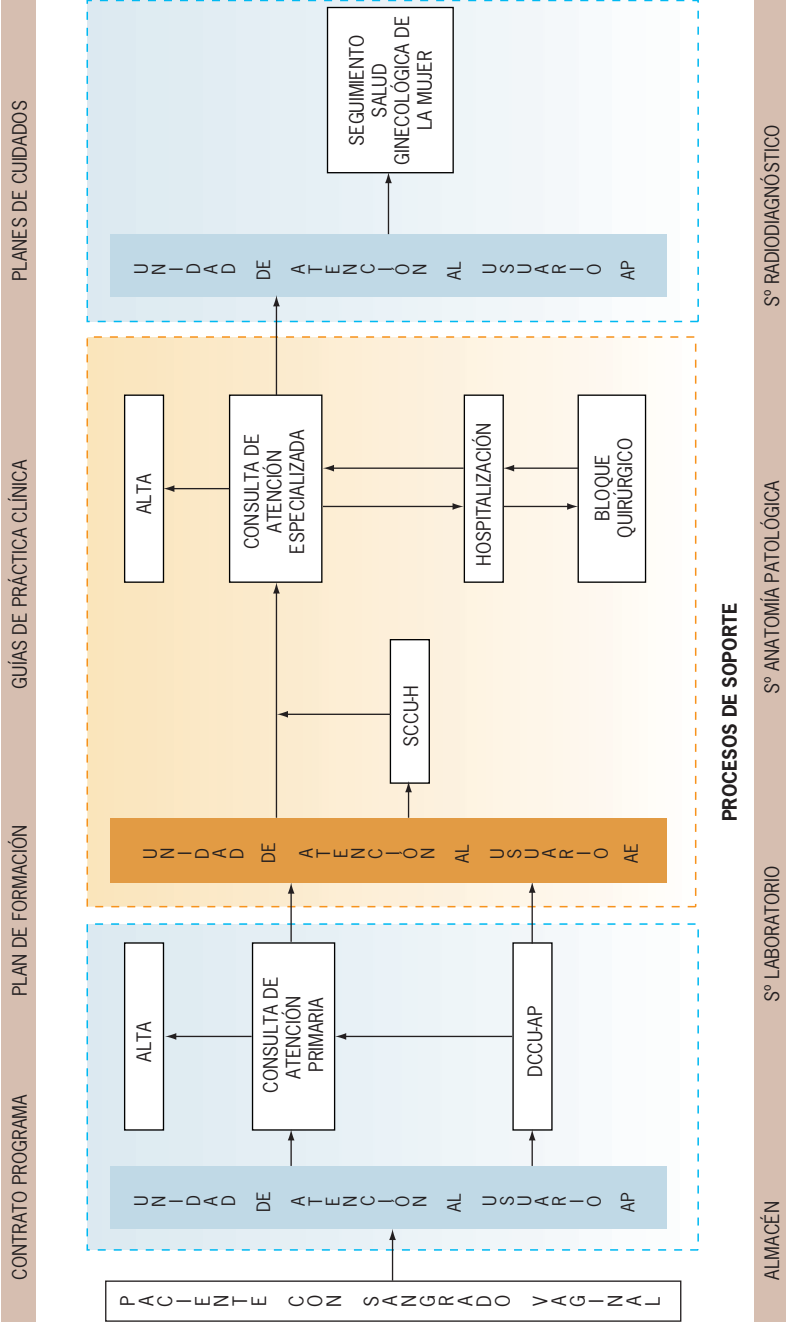 CONTRATO PROGRAMA
PLAN DE FORMACIÓN
GUÍAS DE PRÁCTICA CLÍNICA
PLANES DE CUIDADOS
PACIENTE CON SANGRADO VAGINAL
UNIDAD DE ATENCIÓN AL USUARIO AP
ALTA
CONSULTA DE
ATENCIÓN
PRIMARIA
DCCU-AP
UNIDAD DE ATENCIÓN AL USUARIO AE
SCCU-H
ALTA
CONSULTA DE
ATENCIÓN
ESPECIALIZADA
HOSPITALIZACIÓN
BLOQUE
QUIRÚRGICO
UNIDAD DE ATENCIÓN AL USUARIO AP
SEGUIMIENTO
SALUD
GINECOLÓGICA DE
LA MUJER
PROCESOS DE SOPORTE
ALMACÉN
Sº LABORATORIO
Sº ANATOMÍA PATOLÓGICA
Sº RADIODIAGNÓSTICO